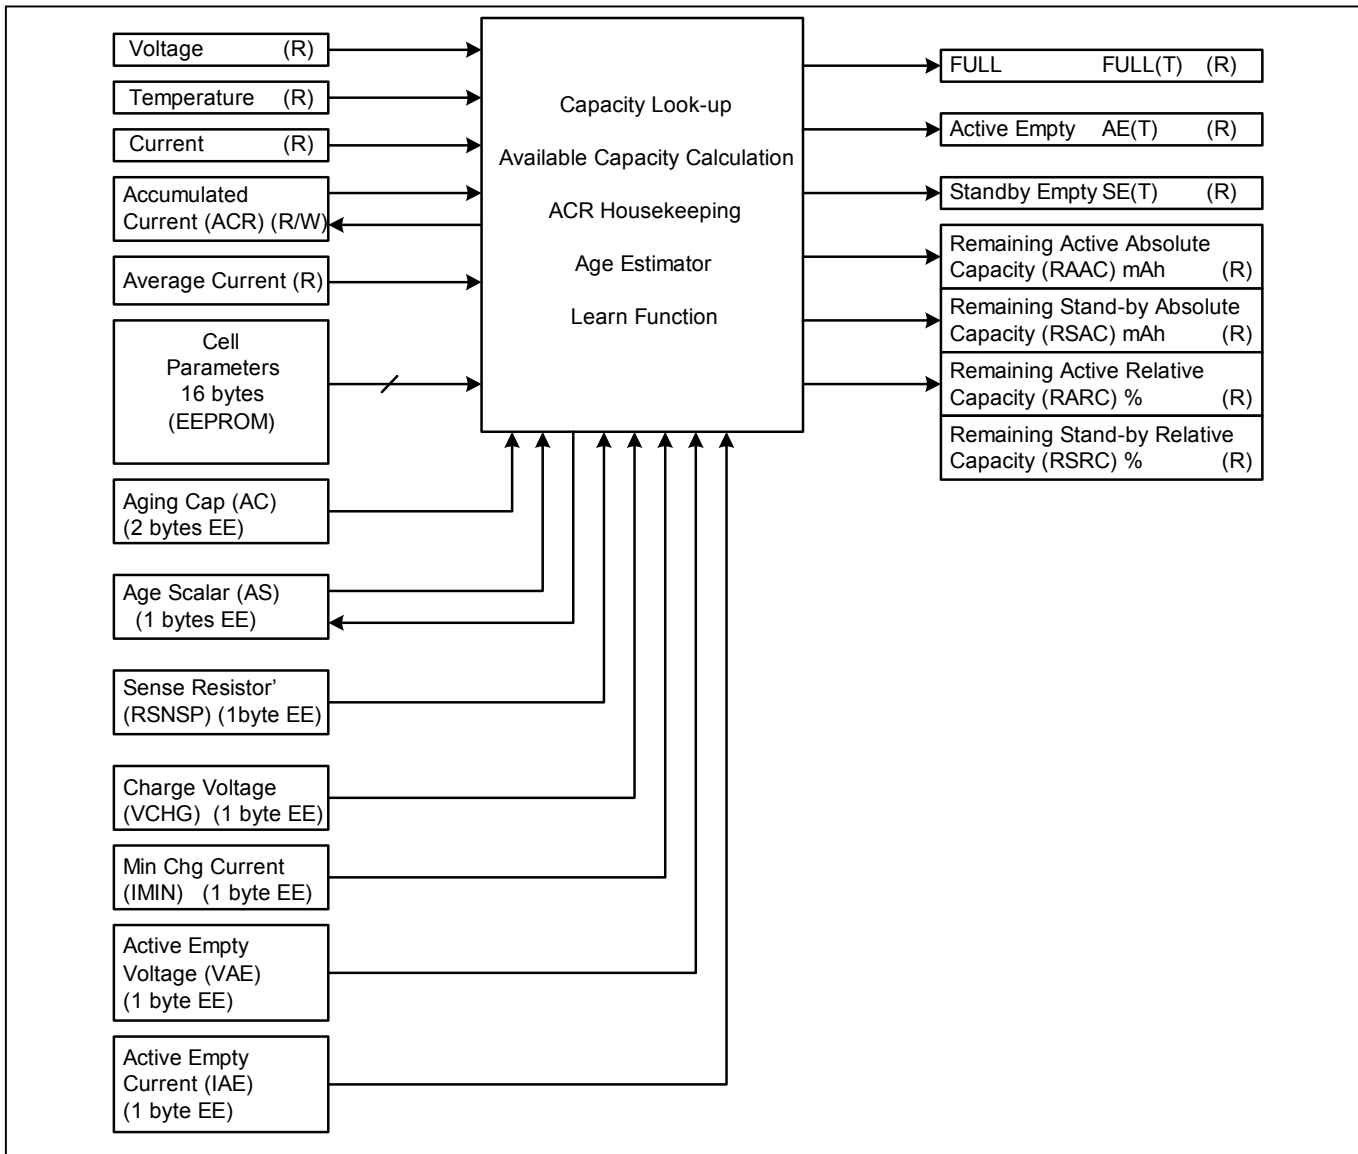 Voltage (R)
Temperature (R)
Current (R)
Accumulated
Current (ACR) (R/W)
Average Current (R)
Cell
Parameters
16 bytes
(EEPROM)
Aging Cap (AC)
(2 bytes EE)
Age Scalar (AS)
(1 bytes EE)
Sense Resistor’
(RSNSP) (1byte EE)
Charge Voltage
(VCHG) (1 byte EE)
Min Chg Current
(IMIN) (1 byte EE)
Active Empty
Voltage (VAE)
(1 byte EE)
Active Empty
Current (IAE)
(1 byte EE)
Capacity Look-up
Available Capacity Calculation
ACR Housekeeping
Age Estimator
Learn Function
FULL FULL(T) (R)
Active Empty AE(T) (R)
Standby Empty SE(T) (R)
Remaining Active Absolute
Capacity (RAAC) mAh (R)
Remaining Stand-by Absolute
Capacity (RSAC) mAh (R)
Remaining Active Relative
Capacity (RARC) % (R)
Remaining Stand-by Relative
Capacity (RSRC) % (R)